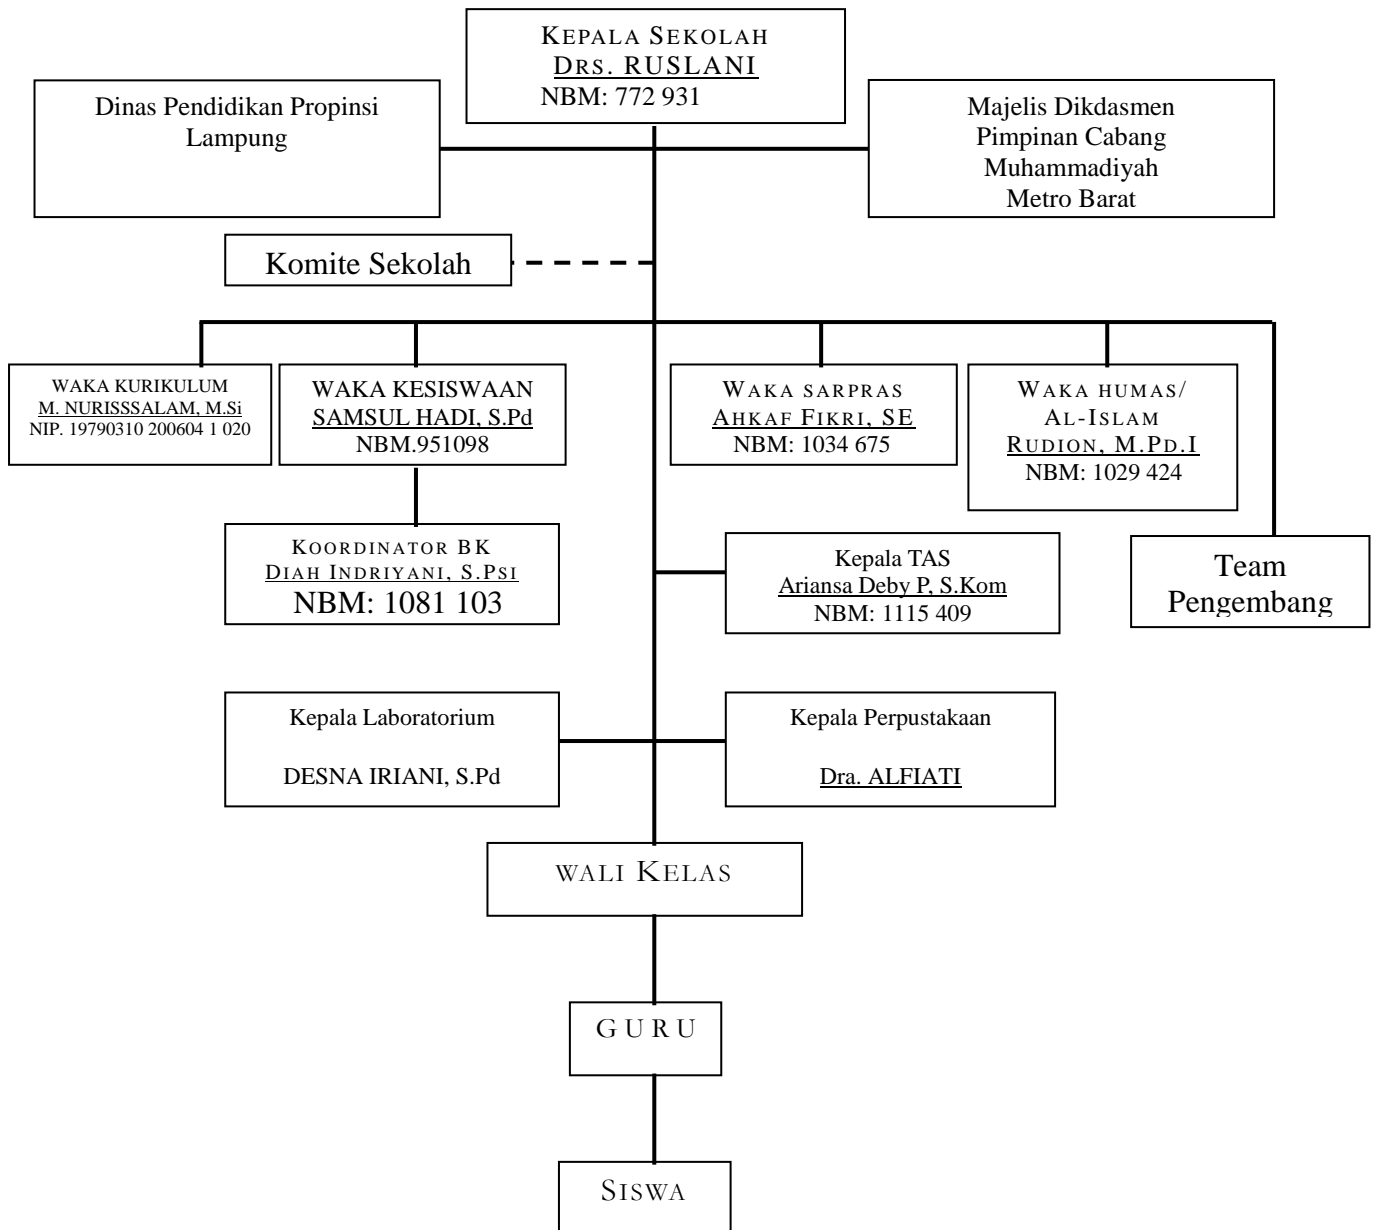 KEPALA SEKOLAH
DRS. RUSLANI
NBM: 772 931
Dinas Pendidikan Propinsi
Lampung
Majelis Dikdasmen
Pimpinan Cabang
Muhammadiyah
Metro Barat
Komite Sekolah
WAKA KURIKULUM
M. NURISSSALAM, M.Si
NIP. 19790310 200604 1 020
WAKA KESISWAAN
SAMSUL HADI, S.Pd
NBM.951098
WAKA SARPRAS
AHKAF FIKRI, SE
NBM: 1034 675
WAKA HUMAS/
AL-ISLAM
RUDION, M.PD.I
NBM: 1029 424
KOORDINATOR BK
DIAH INDRIYANI, S.PSI
NBM: 1081 103
Kepala TAS
Ariansa Deby P, S.Kom
NBM: 1115 409
Team
Pengembang
Kepala Laboratorium
DESNA IRIANI, S.Pd
Kepala Perpustakaan
Dra. ALFIATI
WALI KELAS
GURU
SISWA